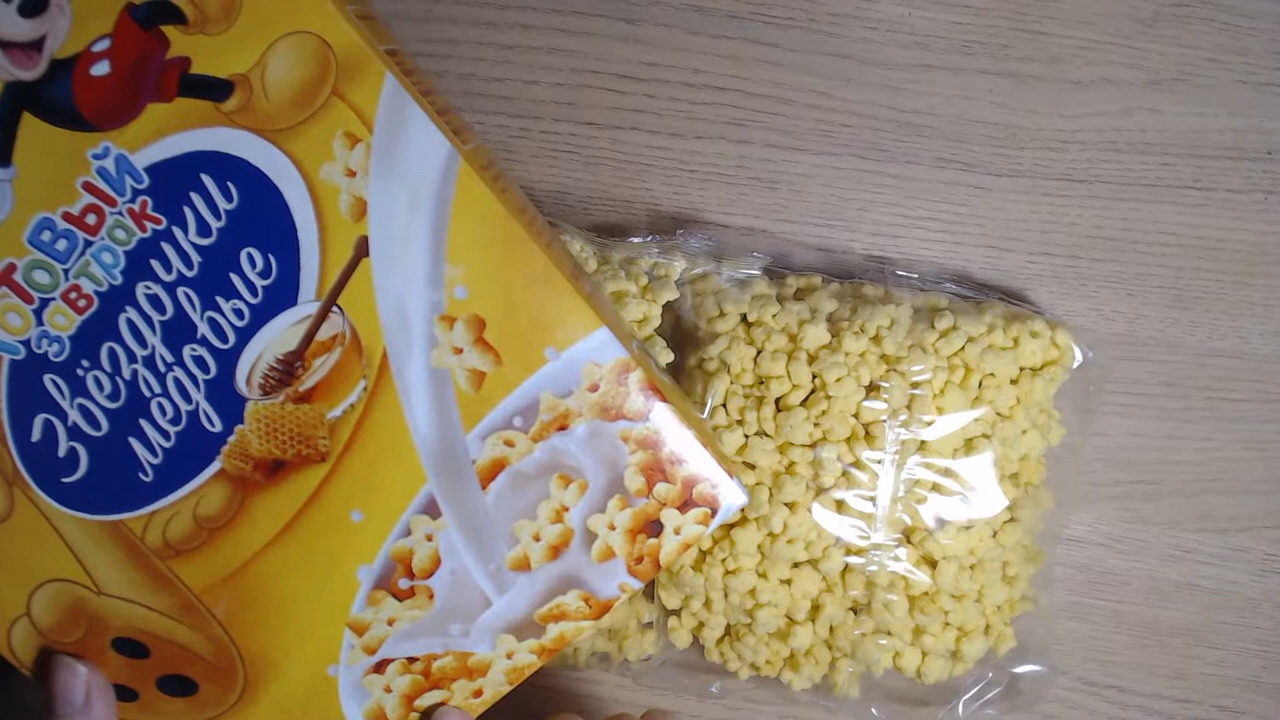 Готовый
завтрак
Звёздочки
медовые